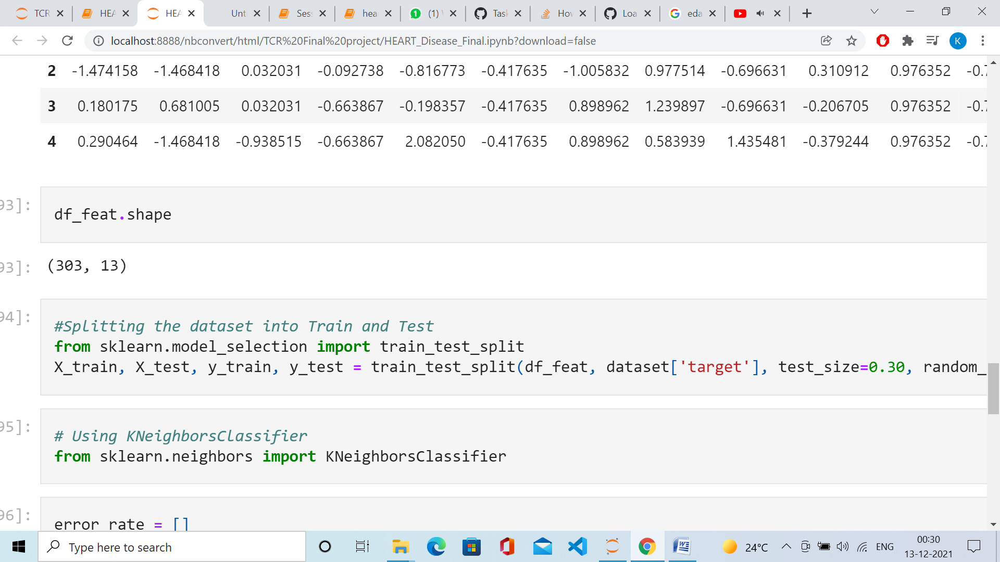 TCR HEA HEA Unt Ses hea (1) Tas How Loa eda
localhost:8888/nbconvert/html/TCR%20Final%20project/HEART_Disease_Final.ipynb?download=false K
2 -1.474158 -1.468418 0.032031 -0.092738 -0.816773 -0.417635 -1.005832 0.977514 -0.696631 0.310912 0.976352 -0.7
3 0.180175 0.681005 0.032031 -0.663867 -0.198357 -0.417635 0.898962 1.239897 -0.696631 -0.206705 0.976352 -0.7
4 0.290464 -1.468418 -0.938515 -0.663867 2.082050 -0.417635 0.898962 0.583939 1.435481 -0.379244 0.976352 -0.7
93]:
df_feat.shape
93]: (303, 13)
94]:
#Splitting the dataset into Train and Test
from sklearn.model_selection import train_test_split
X_train, X_test, y_train, y_test = train_test_split(df_feat, dataset['target'], test_size=0.30, random_
95]:
# Using KNeighborsClassifier
from sklearn.neighbors import KNeighborsClassifier
96]:
error_rate = []
Type here to search 24°C ENG 00:30
13-12-2021